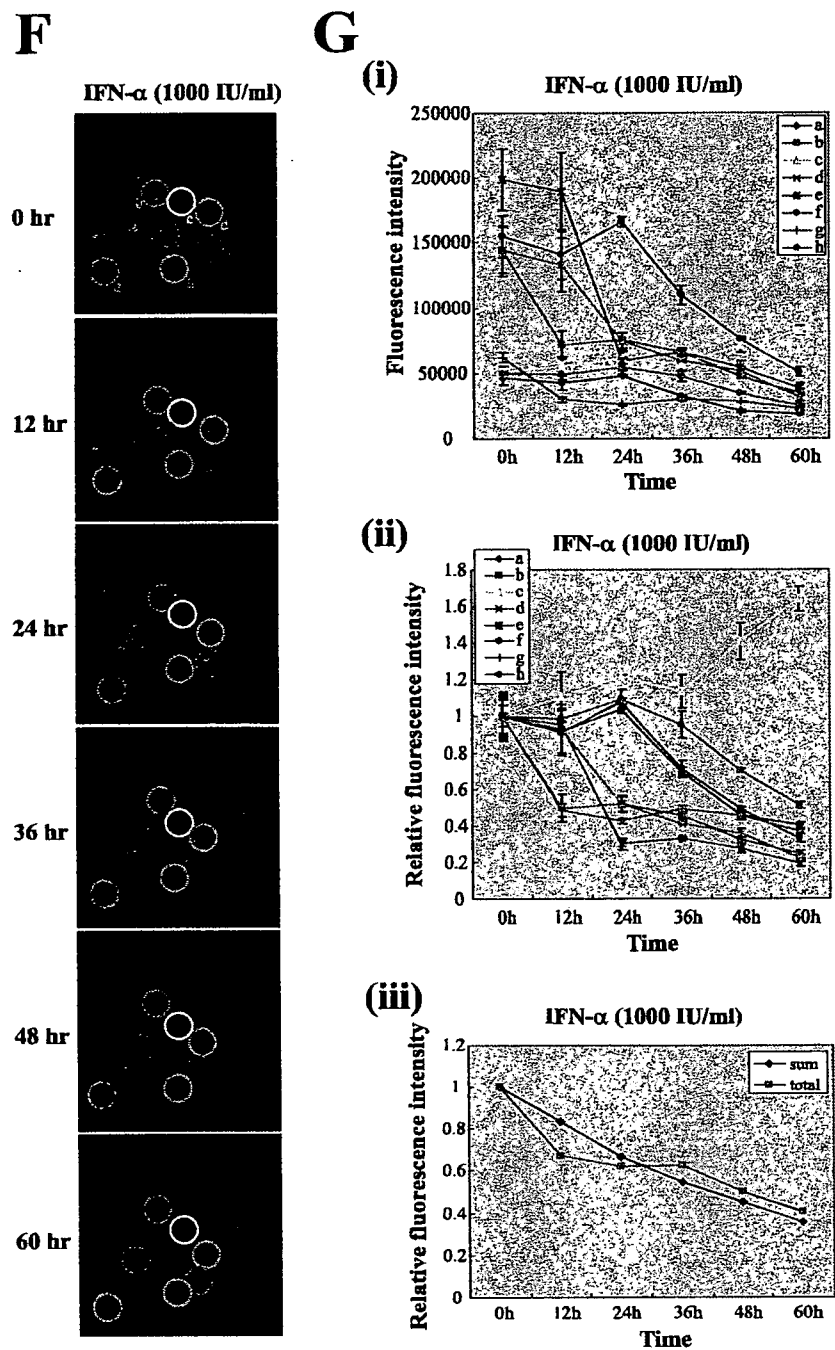 F
IFN-α (1000 IU/ml)
0 hr
12 hr
24 hr
36 hr
48 hr
60 hr
G
(i)
IFN-α (1000 IU/ml)
Fluorescence intensity
250000
200000
150000
100000
50000
0
0h 12h 24h 36h 48h 60h
Time
a
b
c
d
e
f
g
h
(ii)
IFN-α (1000 IU/ml)
Relative fluorescence intensity
1.8
1.6
1.4
1.2
1
0.8
0.6
0.4
0.2
0
0h 12h 24h 36h 48h 60h
Time
a
b
c
d
e
f
g
h
(iii)
IFN-α (1000 IU/ml)
Relative fluorescence intensity
1.2
1
0.8
0.6
0.4
0.2
0
0h 12h 24h 36h 48h 60h
Time
sum
total